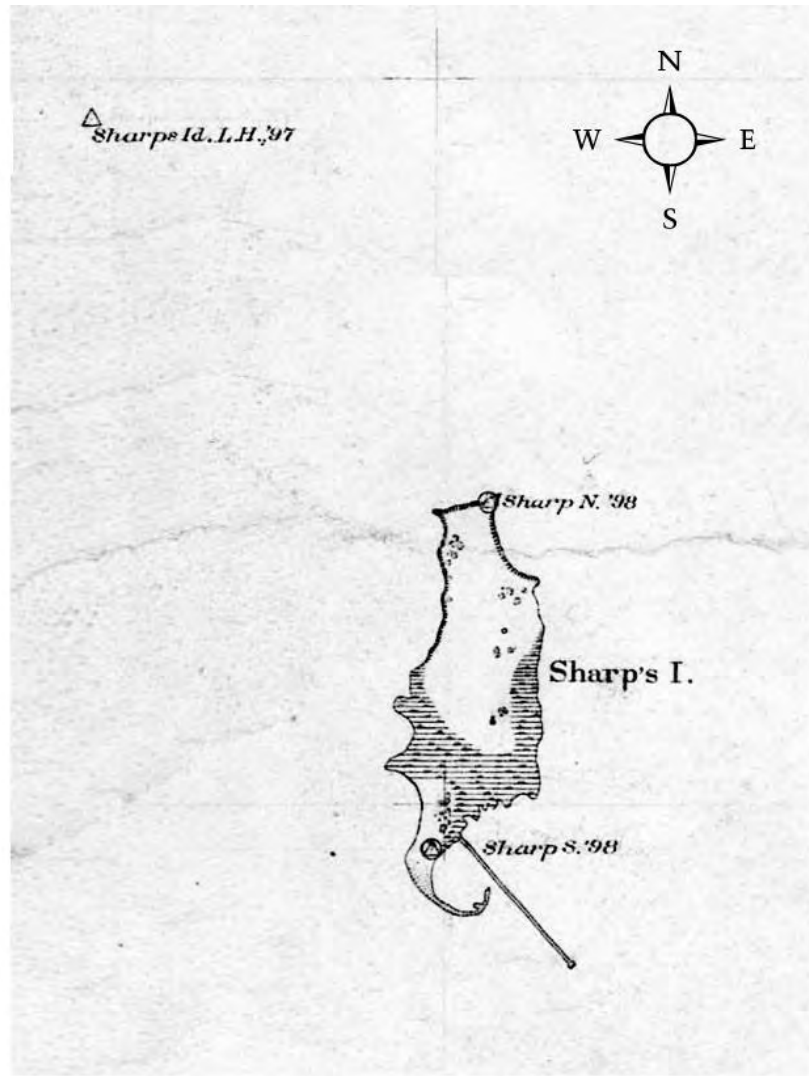 N
W E
S
Sharps Id. L.H., '97
Sharp N. '98
Sharp's I.
Sharp S. '98